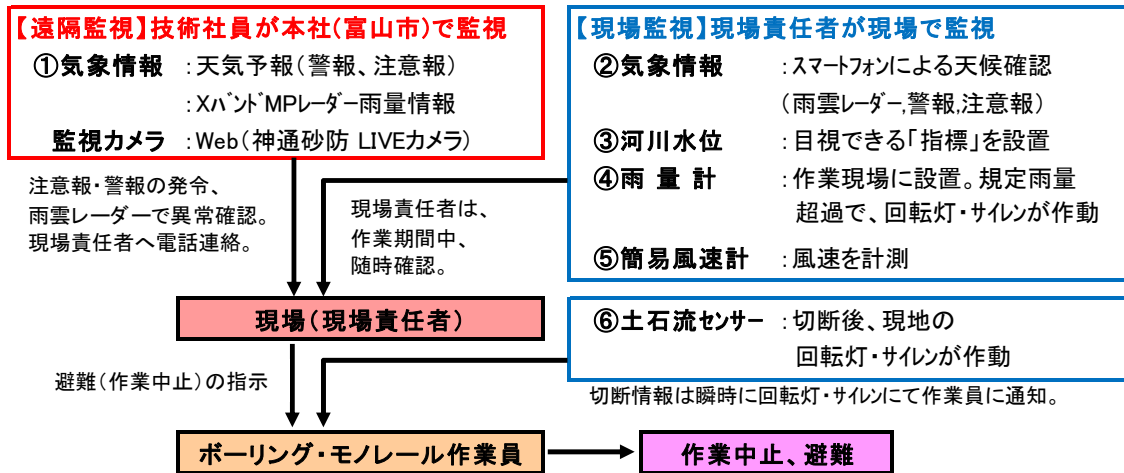 【遠隔監視】技術社員が本社(富山市)で監視
①気象情報 :天気予報(警報、注意報)
:XバンドMPレーダー雨量情報
監視カメラ :Web(神通砂防 LIVEカメラ)
【現場監視】現場責任者が現場で監視
②気象情報 :スマートフォンによる天候確認
(雨雲レーダー,警報,注意報)
③河川水位 :目視できる「指標」を設置
④雨 量 計 :作業現場に設置。規定雨量
超過で、回転灯・サイレンが作動
⑤簡易風速計 :風速を計測
注意報・警報の発令、
雨雲レーダーで異常確認。
現場責任者へ電話連絡。
現場責任者は、
作業期間中、
随時確認。
現場(現場責任者)
⑥土石流センサー :切断後、現地の
回転灯・サイレンが作動
避難(作業中止)の指示
切断情報は瞬時に回転灯・サイレンにて作業員に通知。
ボーリング・モノレール作業員
作業中止、避難